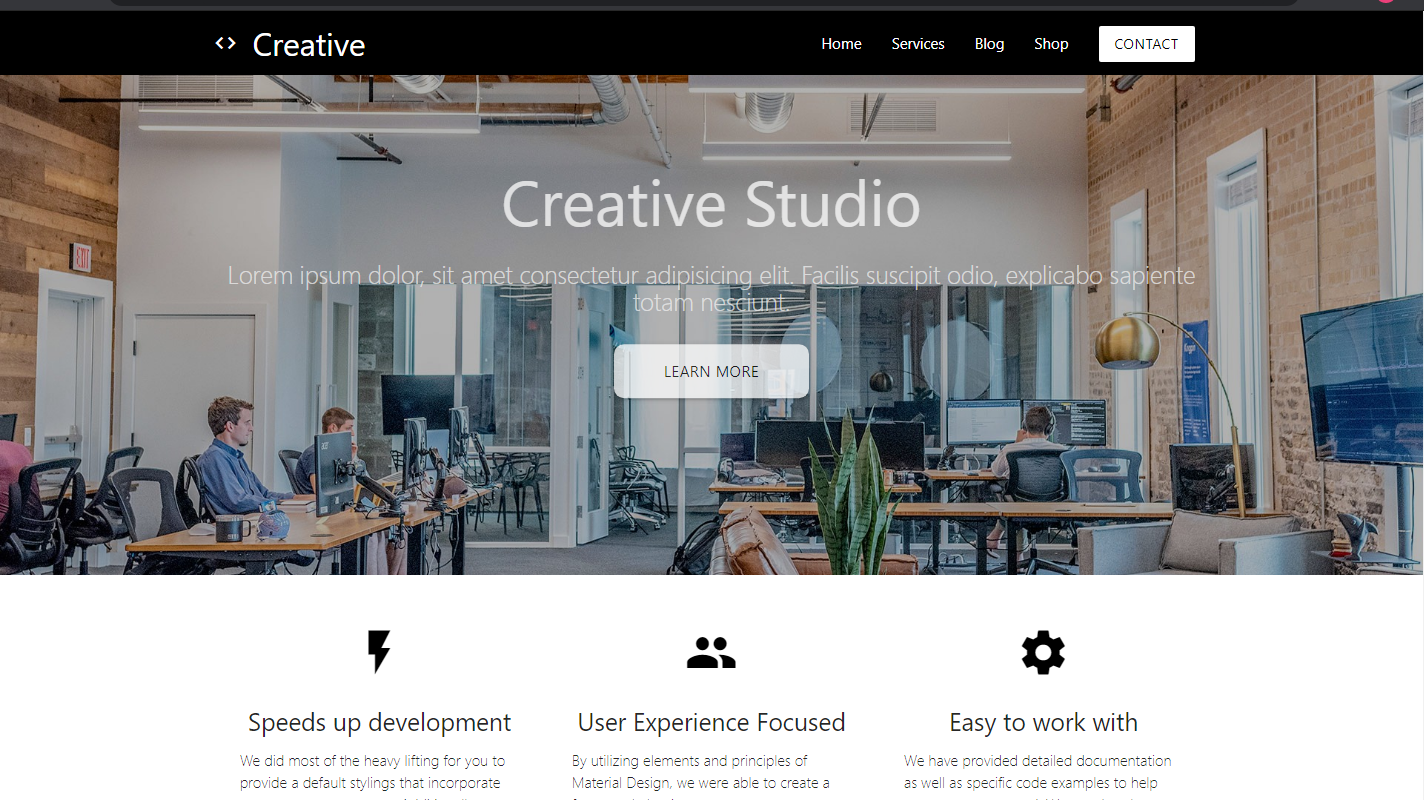 Creative
Home Services Blog Shop CONTACT
Creative Studio
Lorem ipsum dolor, sit amet consectetur adipisicing elit. Facilis suscipit odio, explicabo sapiente
totam nesciunt.
LEARN MORE
EXIT
Speeds up development
We did most of the heavy lifting for you to
provide a default stylings that incorporate
User Experience Focused
By utilizing elements and principles of
Material Design, we were able to create a
Easy to work with
We have provided detailed documentation
as well as specific code examples to help